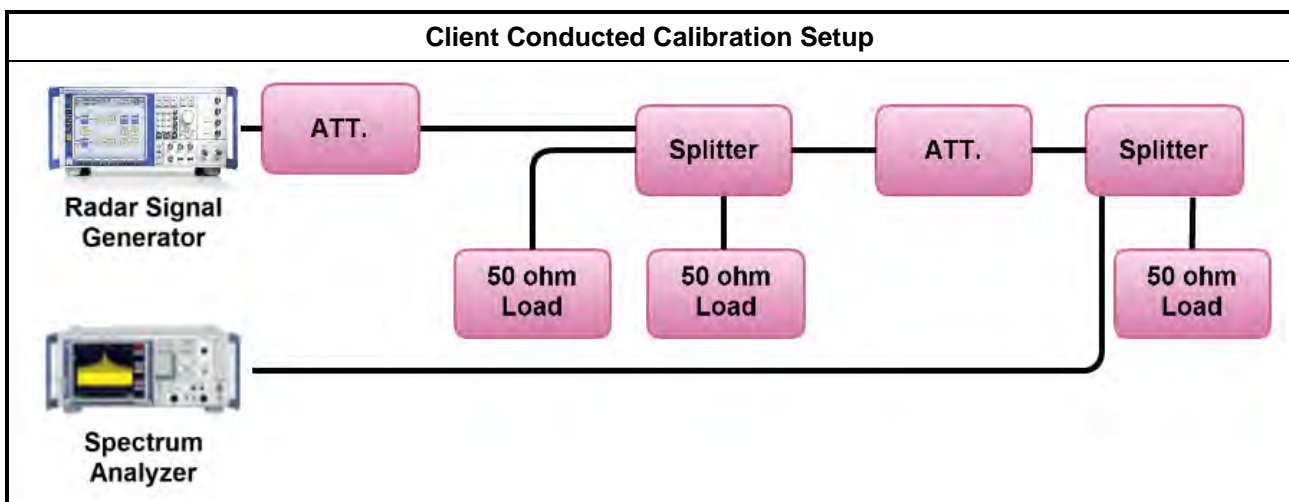 Client Conducted Calibration Setup
ATT.
Splitter
ATT.
Splitter
Radar Signal
Generator
50 ohm
Load
50 ohm
Load
50 ohm
Load
Spectrum
Analyzer